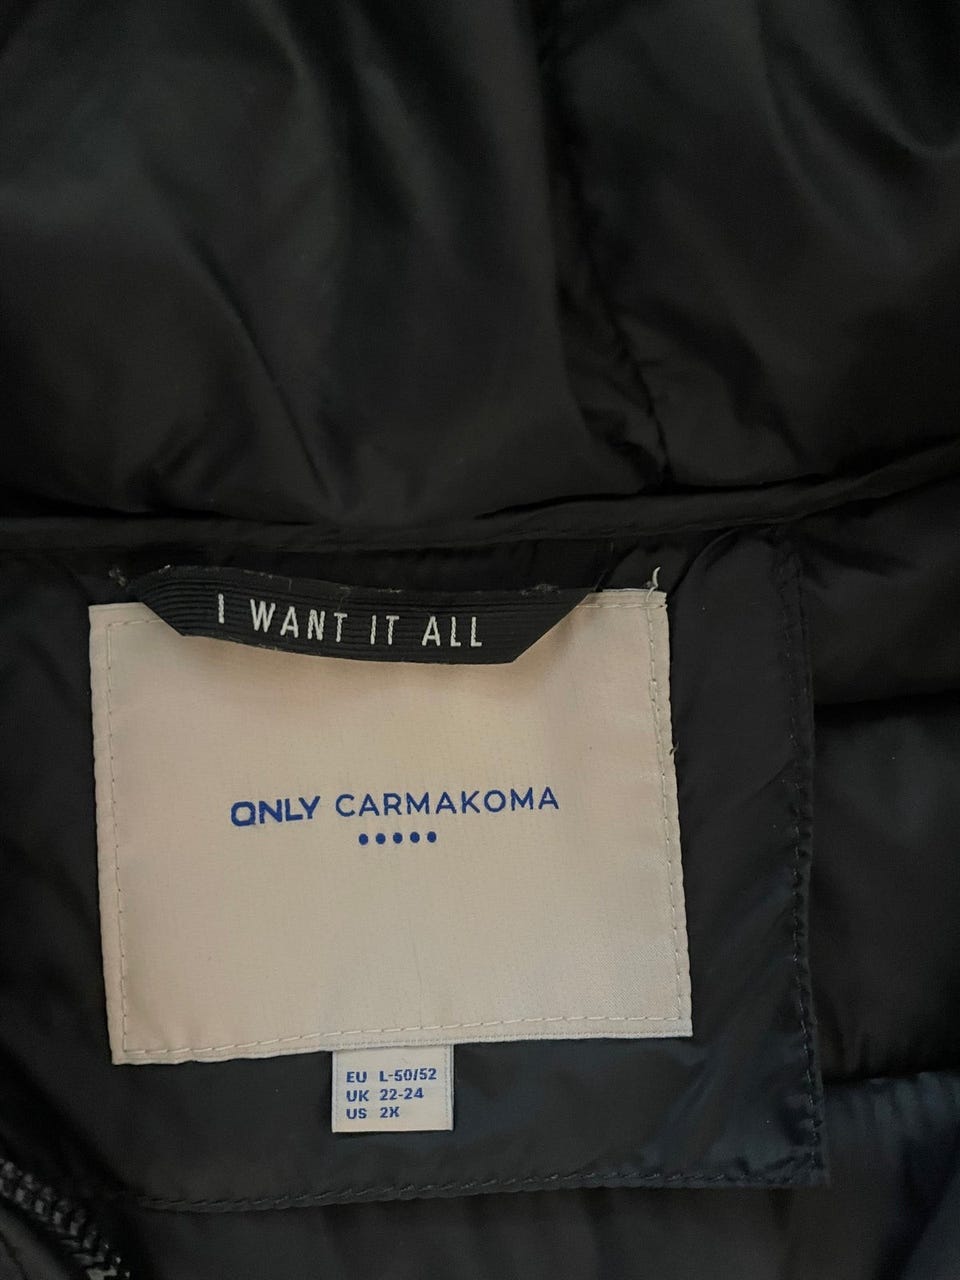 I WANT IT ALL
ONLY CARMAKOMA
EU L-50/52
UK 22-24
US 2X